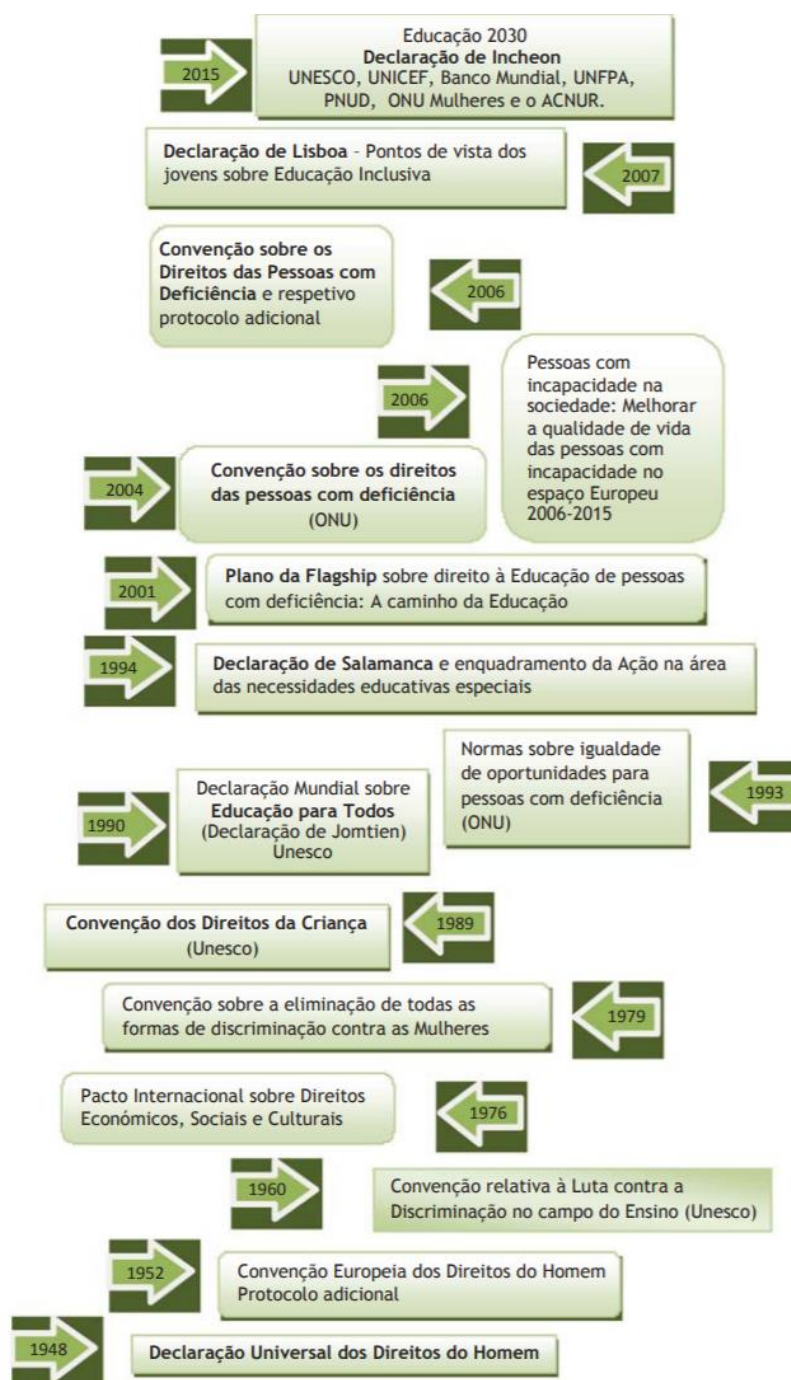 2015
Educação 2030
Declaração de Incheon
UNESCO, UNICEF, Banco Mundial, UNFPA,
PNUD, ONU Mulheres e o ACNUR.
Declaração de Lisboa – Pontos de vista dos
jovens sobre Educação Inclusiva
2007
Convenção sobre os
Direitos das Pessoas com
Deficiência e respetivo
protocolo adicional
2006
2006
Pessoas com
incapacidade na
sociedade: Melhorar
a qualidade de vida
das pessoas com
incapacidade no
espaço Europeu
2006-2015
2004
Convenção sobre os direitos
das pessoas com deficiência
(ONU)
2001
Plano da Flagship sobre direito à Educação de pessoas
com deficiência: A caminho da Educação
1994
Declaração de Salamanca e enquadramento da Ação na área
das necessidades educativas especiais
Normas sobre igualdade
de oportunidades para
pessoas com deficiência
(ONU)
1993
1990
Declaração Mundial sobre
Educação para Todos
(Declaração de Jomtien)
Unesco
Convenção dos Direitos da Criança
(Unesco)
1989
Convenção sobre a eliminação de todas as
formas de discriminação contra as Mulheres
1979
Pacto Internacional sobre Direitos
Económicos, Sociais e Culturais
1976
1960
Convenção relativa à Luta contra a
Discriminação no campo do Ensino (Unesco)
1952
Convenção Europeia dos Direitos do Homem
Protocolo adicional
1948
Declaração Universal dos Direitos do Homem